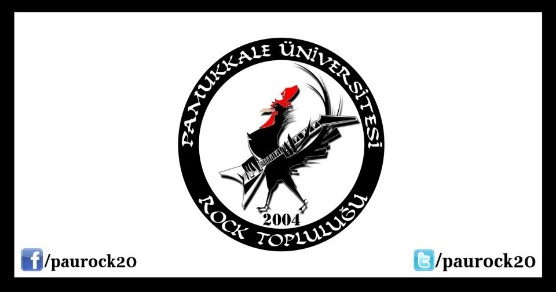 PAMUKKALE ÜNİVERSİTESİ
2004
ROCK TOPLULUĞU
/paurock20
/paurock20